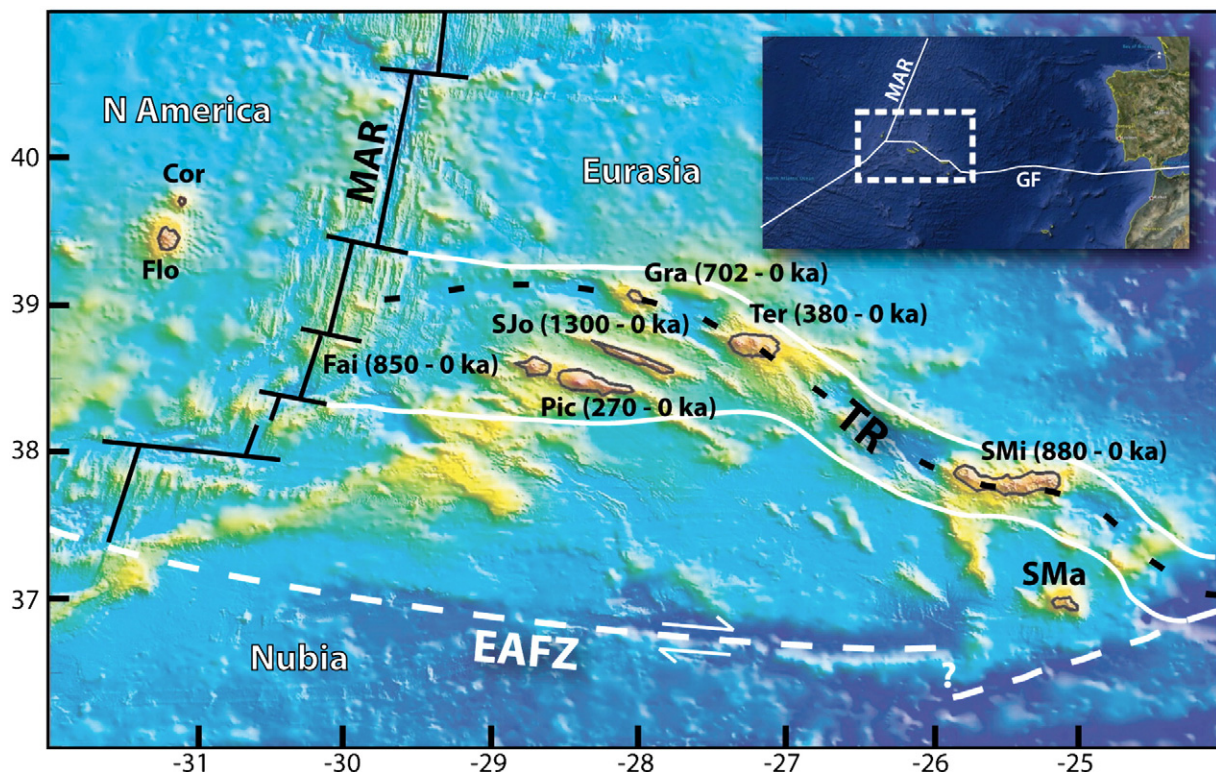 N America
MAR
Eurasia
MAR
GF
40
Cor
Flo
39
Gra (702 - 0 ka)
Ter (380 - 0 ka)
SJo (1300 - 0 ka)
Fai (850 - 0 ka)
Pic (270 - 0 ka)
TR
38
SMi (880 - 0 ka)
SMa
37
EAFZ
?
Nubia
-31
-30
-29
-28
-27
-26
-25